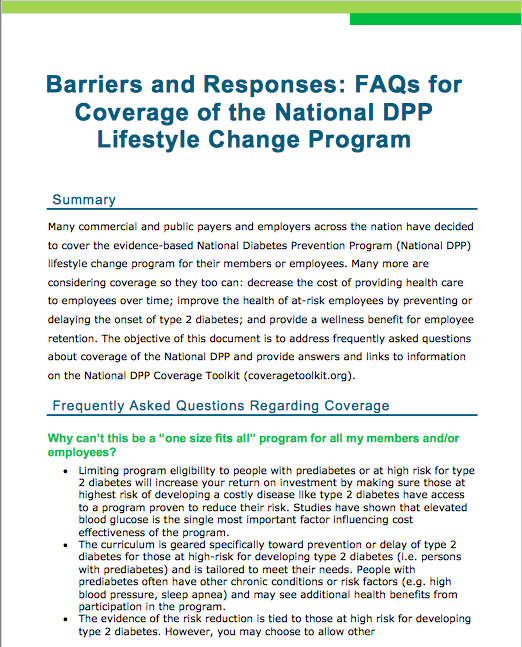 Barriers and Responses: FAQs for
Coverage of the National DPP
Lifestyle Change Program
Summary
Many commercial and public payers and employers across the nation have decided
to cover the evidence-based National Diabetes Prevention Program (National DPP)
lifestyle change program for their members or employees. Many more are
considering coverage so they too can: decrease the cost of providing health care
to employees over time; improve the health of at-risk employees by preventing or
delaying the onset of type 2 diabetes; and provide a wellness benefit for employee
retention. The objective of this document is to address frequently asked questions
about coverage of the National DPP and provide answers and links to information
on the National DPP Coverage Toolkit (coveragetoolkit.org).
Frequently Asked Questions Regarding Coverage
Why can't this be a “one size fits all” program for all my members and/or
employees?
• Limiting program eligibility to people with prediabetes or at high risk for type
2 diabetes will increase your return on investment by making sure those at
highest risk of developing a costly disease like type 2 diabetes have access
to a program proven to reduce their risk. Studies have shown that elevated
blood glucose is the single most important factor influencing cost
effectiveness of the program.
• The curriculum is geared specifically toward prevention or delay of type 2
diabetes for those at high-risk for developing type 2 diabetes (i.e. persons
with prediabetes) and is tailored to meet their needs. People with
prediabetes often have other chronic conditions or risk factors (e.g. high
blood pressure, sleep apnea) and may see additional health benefits from
participation in the program.
• The evidence of the risk reduction is tied to those at high risk for developing
type 2 diabetes. However, you may choose to allow other